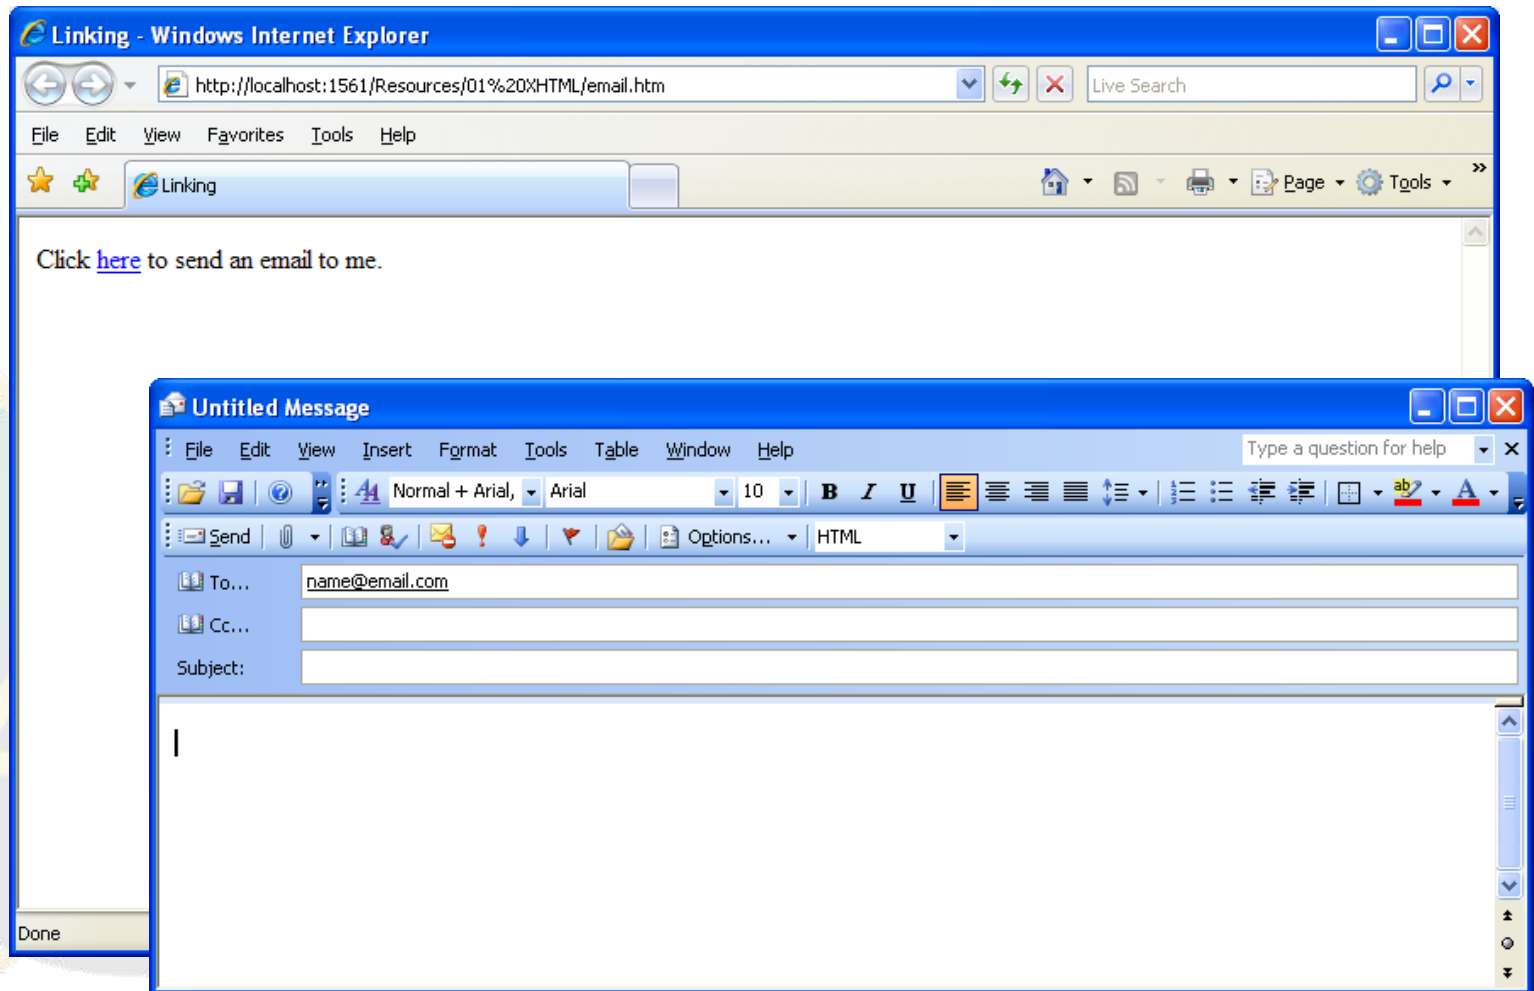 Linking - Windows Internet Explorer
http://localhost:1561/Resources/01%20XHTML/email.htm
Live Search
File Edit View Favorites Tools Help
Linking
Page Tools
Click here to send an email to me.
Untitled Message
File Edit View Insert Format Tools Table Window Help
Type a question for help
Normal + Arial, Arial 10 B I U
Send Options... HTML
To... name@email.com
Cc...
Subject:
Done